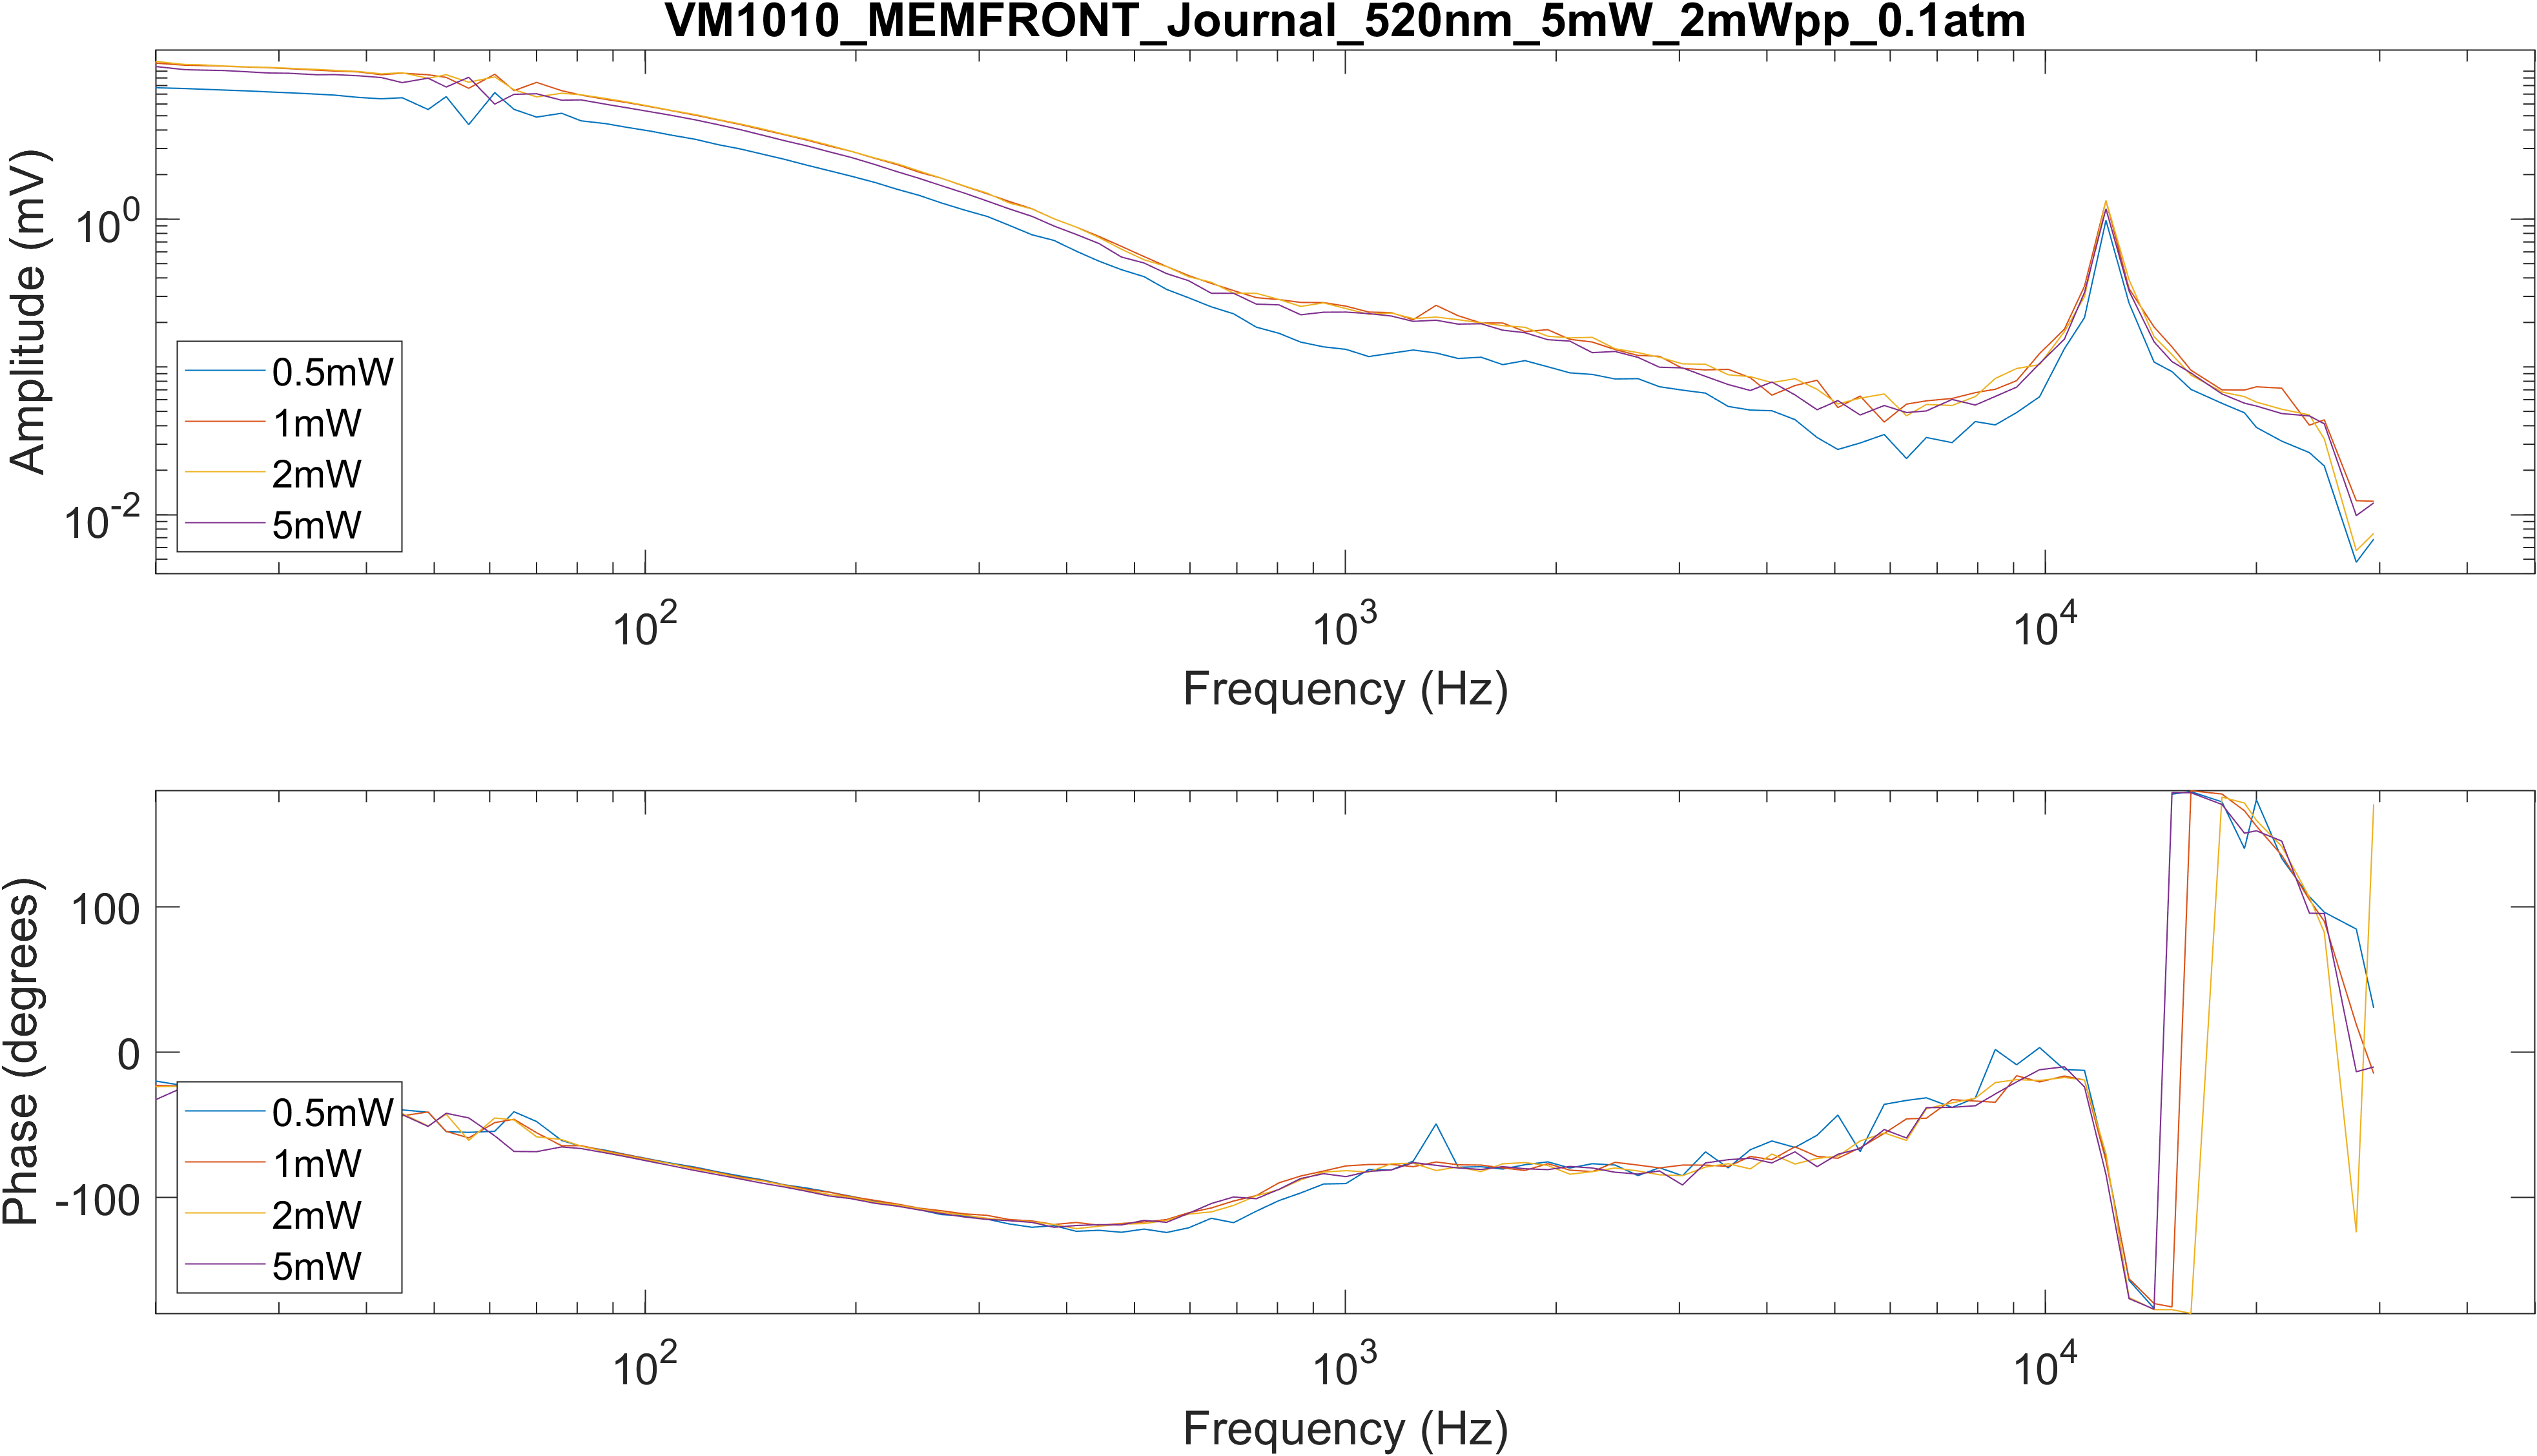 VM1010_MEMFRONT_Journal_520nm_5mW_2mWpp_0.1atm
Amplitude (mV)
10^0
10^-2
0.5mW
1mW
2mW
5mW
10^2
10^3
10^4
Frequency (Hz)
Phase (degrees)
100
0
-100
0.5mW
1mW
2mW
5mW
10^2
10^3
10^4
Frequency (Hz)